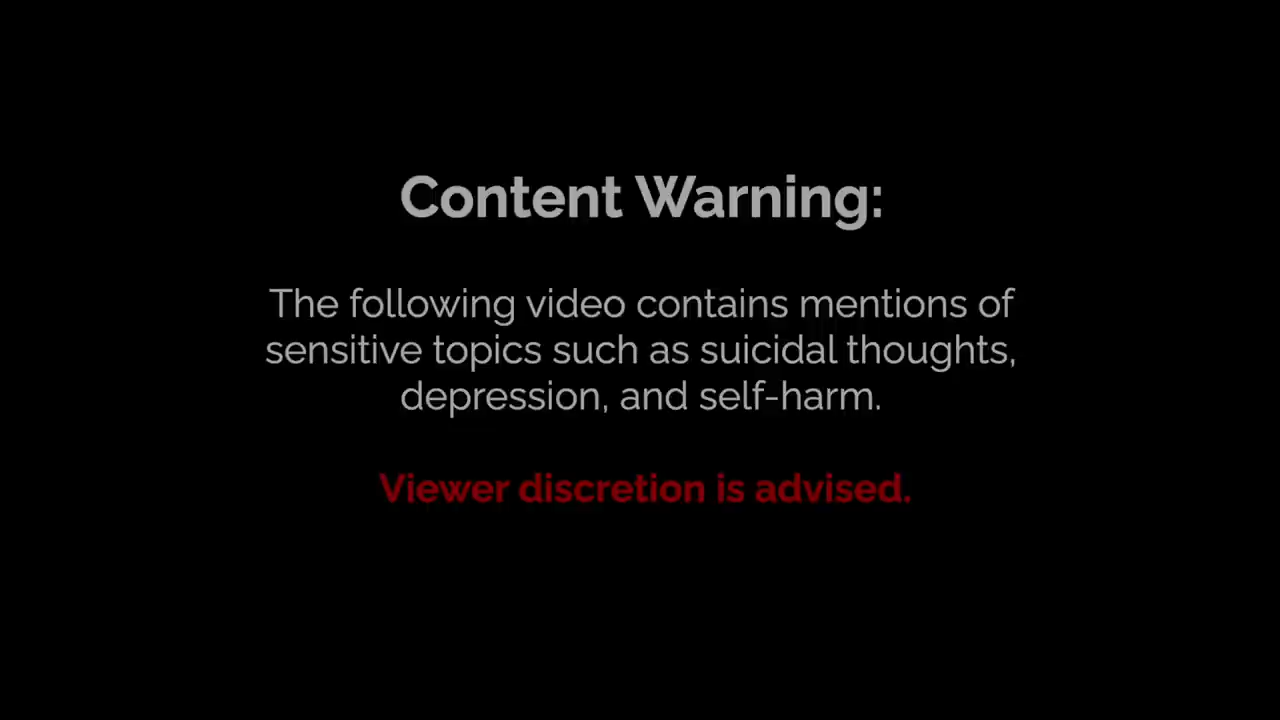 Content Warning:
The following video contains mentions of
sensitive topics such as suicidal thoughts,
depression, and self-harm.
Viewer discretion is advised.